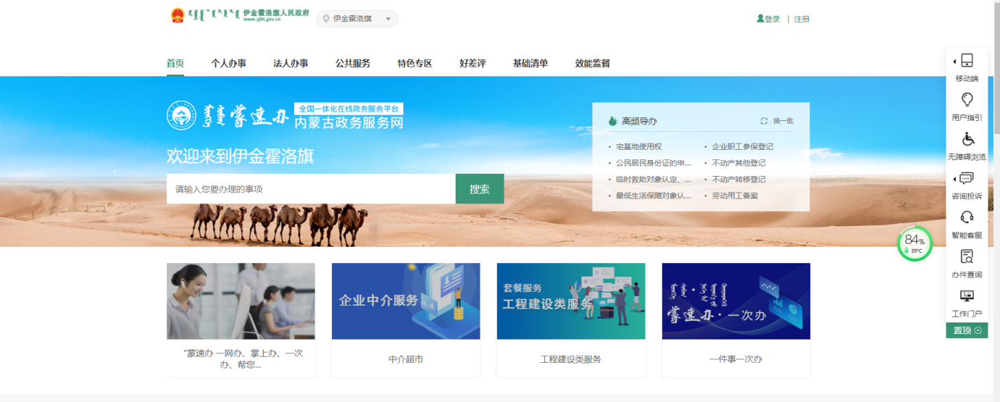 伊金霍洛旗人民政府
www.yjhl.gov.cn
伊金霍洛旗
登录 | 注册
首页 个人办事 法人办事 公共服务 特色专区 好差评 基础清单 效能监督
蒙速办
全国一体化在线政务服务平台
内蒙古政务服务网
欢迎来到伊金霍洛旗
请输入您要办理的事项
搜索
高频导办
换一批
• 宅基地使用权
• 企业职工参保登记
• 公民居民身份证的申...
• 不动产其他登记
• 临时救助对象认定、...
• 不动产转移登记
• 最低生活保障对象认...
• 劳动用工备案
移动端
用户指引
无障碍浏览
咨询投诉
智能客服
办件查询
工作门户
置顶
84%
39°C
企业中介服务
套餐服务
工程建设类服务
蒙速办·一次办
“蒙速办 一网办、掌上办、一次
办、帮您...
中介超市
工程建设类服务
一件事一次办